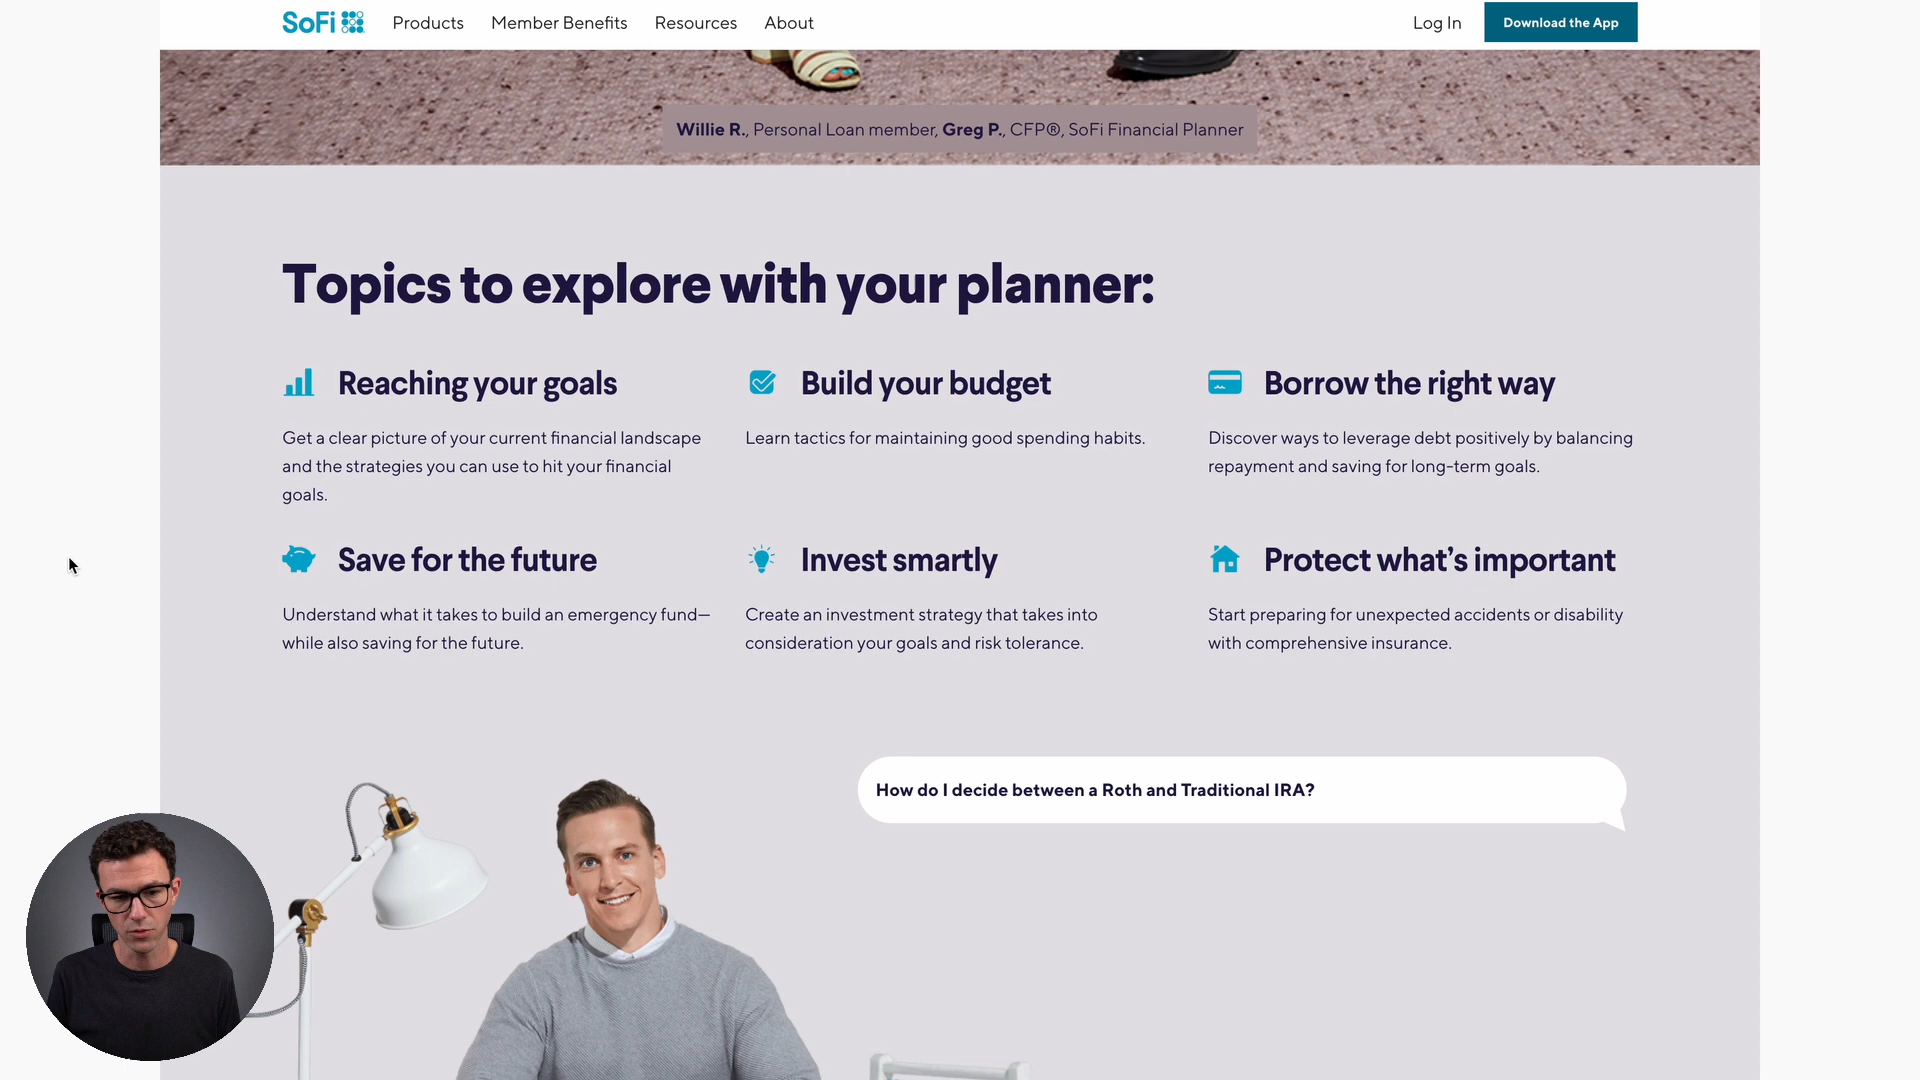 SoFi
Products
Member Benefits
Resources
About
Log In
Download the App
Willie R., Personal Loan member, Greg P., CFP®, SoFi Financial Planner
Topics to explore with your planner:
Reaching your goals
Get a clear picture of your current financial landscape
and the strategies you can use to hit your financial
goals.
Build your budget
Learn tactics for maintaining good spending habits.
Borrow the right way
Discover ways to leverage debt positively by balancing
repayment and saving for long-term goals.
Save for the future
Understand what it takes to build an emergency fund—
while also saving for the future.
Invest smartly
Create an investment strategy that takes into
consideration your goals and risk tolerance.
Protect what's important
Start preparing for unexpected accidents or disability
with comprehensive insurance.
How do I decide between a Roth and Traditional IRA?